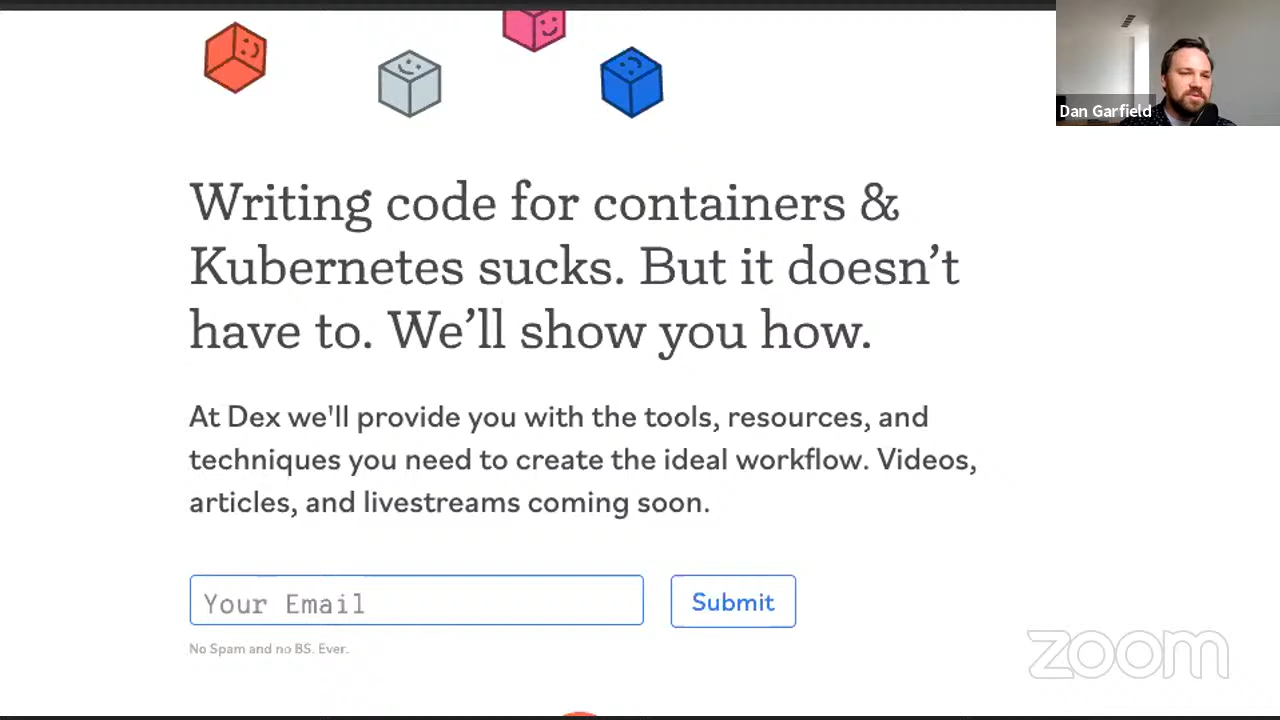 Dan Garfield
Writing code for containers &
Kubernetes sucks. But it doesn’t
have to. We’ll show you how.
At Dex we'll provide you with the tools, resources, and
techniques you need to create the ideal workflow. Videos,
articles, and livestreams coming soon.
Your Email
Submit
No Spam and no BS. Ever.
zoom